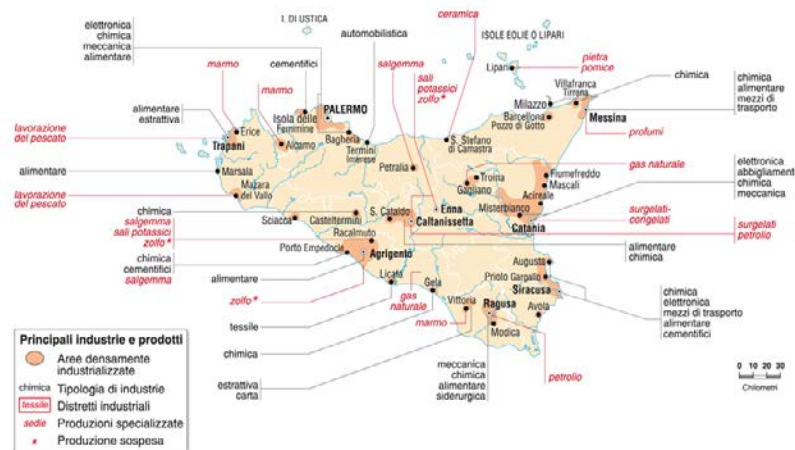 I. DI USTICA
ISOLE EOLIE O LIPARI
elettronica
chimica
meccanica
alimentare
automobilistica
ceramica
marmo
cementifici
salgemma
sali
potassici
zolfo*
Lipari
pietra
pomice
marmo
PALERMO
Milazzo
Villafranca
Tirrena
chimica
chimica
alimentare
mezzi di
trasporto
alimentare
estrattiva
Isola delle
Femmine
Barcellona
Pozzo di Gotto
Messina
lavorazione
del pescato
Erice
Trapani
Alcamo
Bagheria
Termini
Imerese
S. Stefano
di Camastra
profumi
alimentare
Marsala
Petralia
Troina
Gagliano
gas naturale
Fiumefreddo
Mascali
elettronica
abbigliamento
chimica
meccanica
lavorazione
del pescato
Mazara
del Vallo
Acireale
Misterbianco
surgelati-
congelati
chimica
salgemma
sali potassici
zolfo*
Sciacca
Casteltermini
S. Cataldo
Enna
Caltanissetta
Catania
surgelati
petrolio
Racalmuto
alimentare
chimica
chimica
cementifici
salgemma
Porto Empedocle
Agrigento
Augusta
Priolo Gargallo
alimentare
Licata
Gela
Siracusa
chimica
elettronica
mezzi di trasporto
alimentare
cementifici
zolfo*
gas
naturale
Vittoria
Ragusa
Avola
tessile
marmo
Modica
chimica
meccanica
chimica
alimentare
siderurgica
petrolio
estrattiva
carta
Principali industrie e prodotti
Aree densamente
industrializzate
chimica Tipologia di industrie
tessile Distretti industriali
sedie Produzioni specializzate
* Produzione sospesa
0 10 20 30
Chilometri